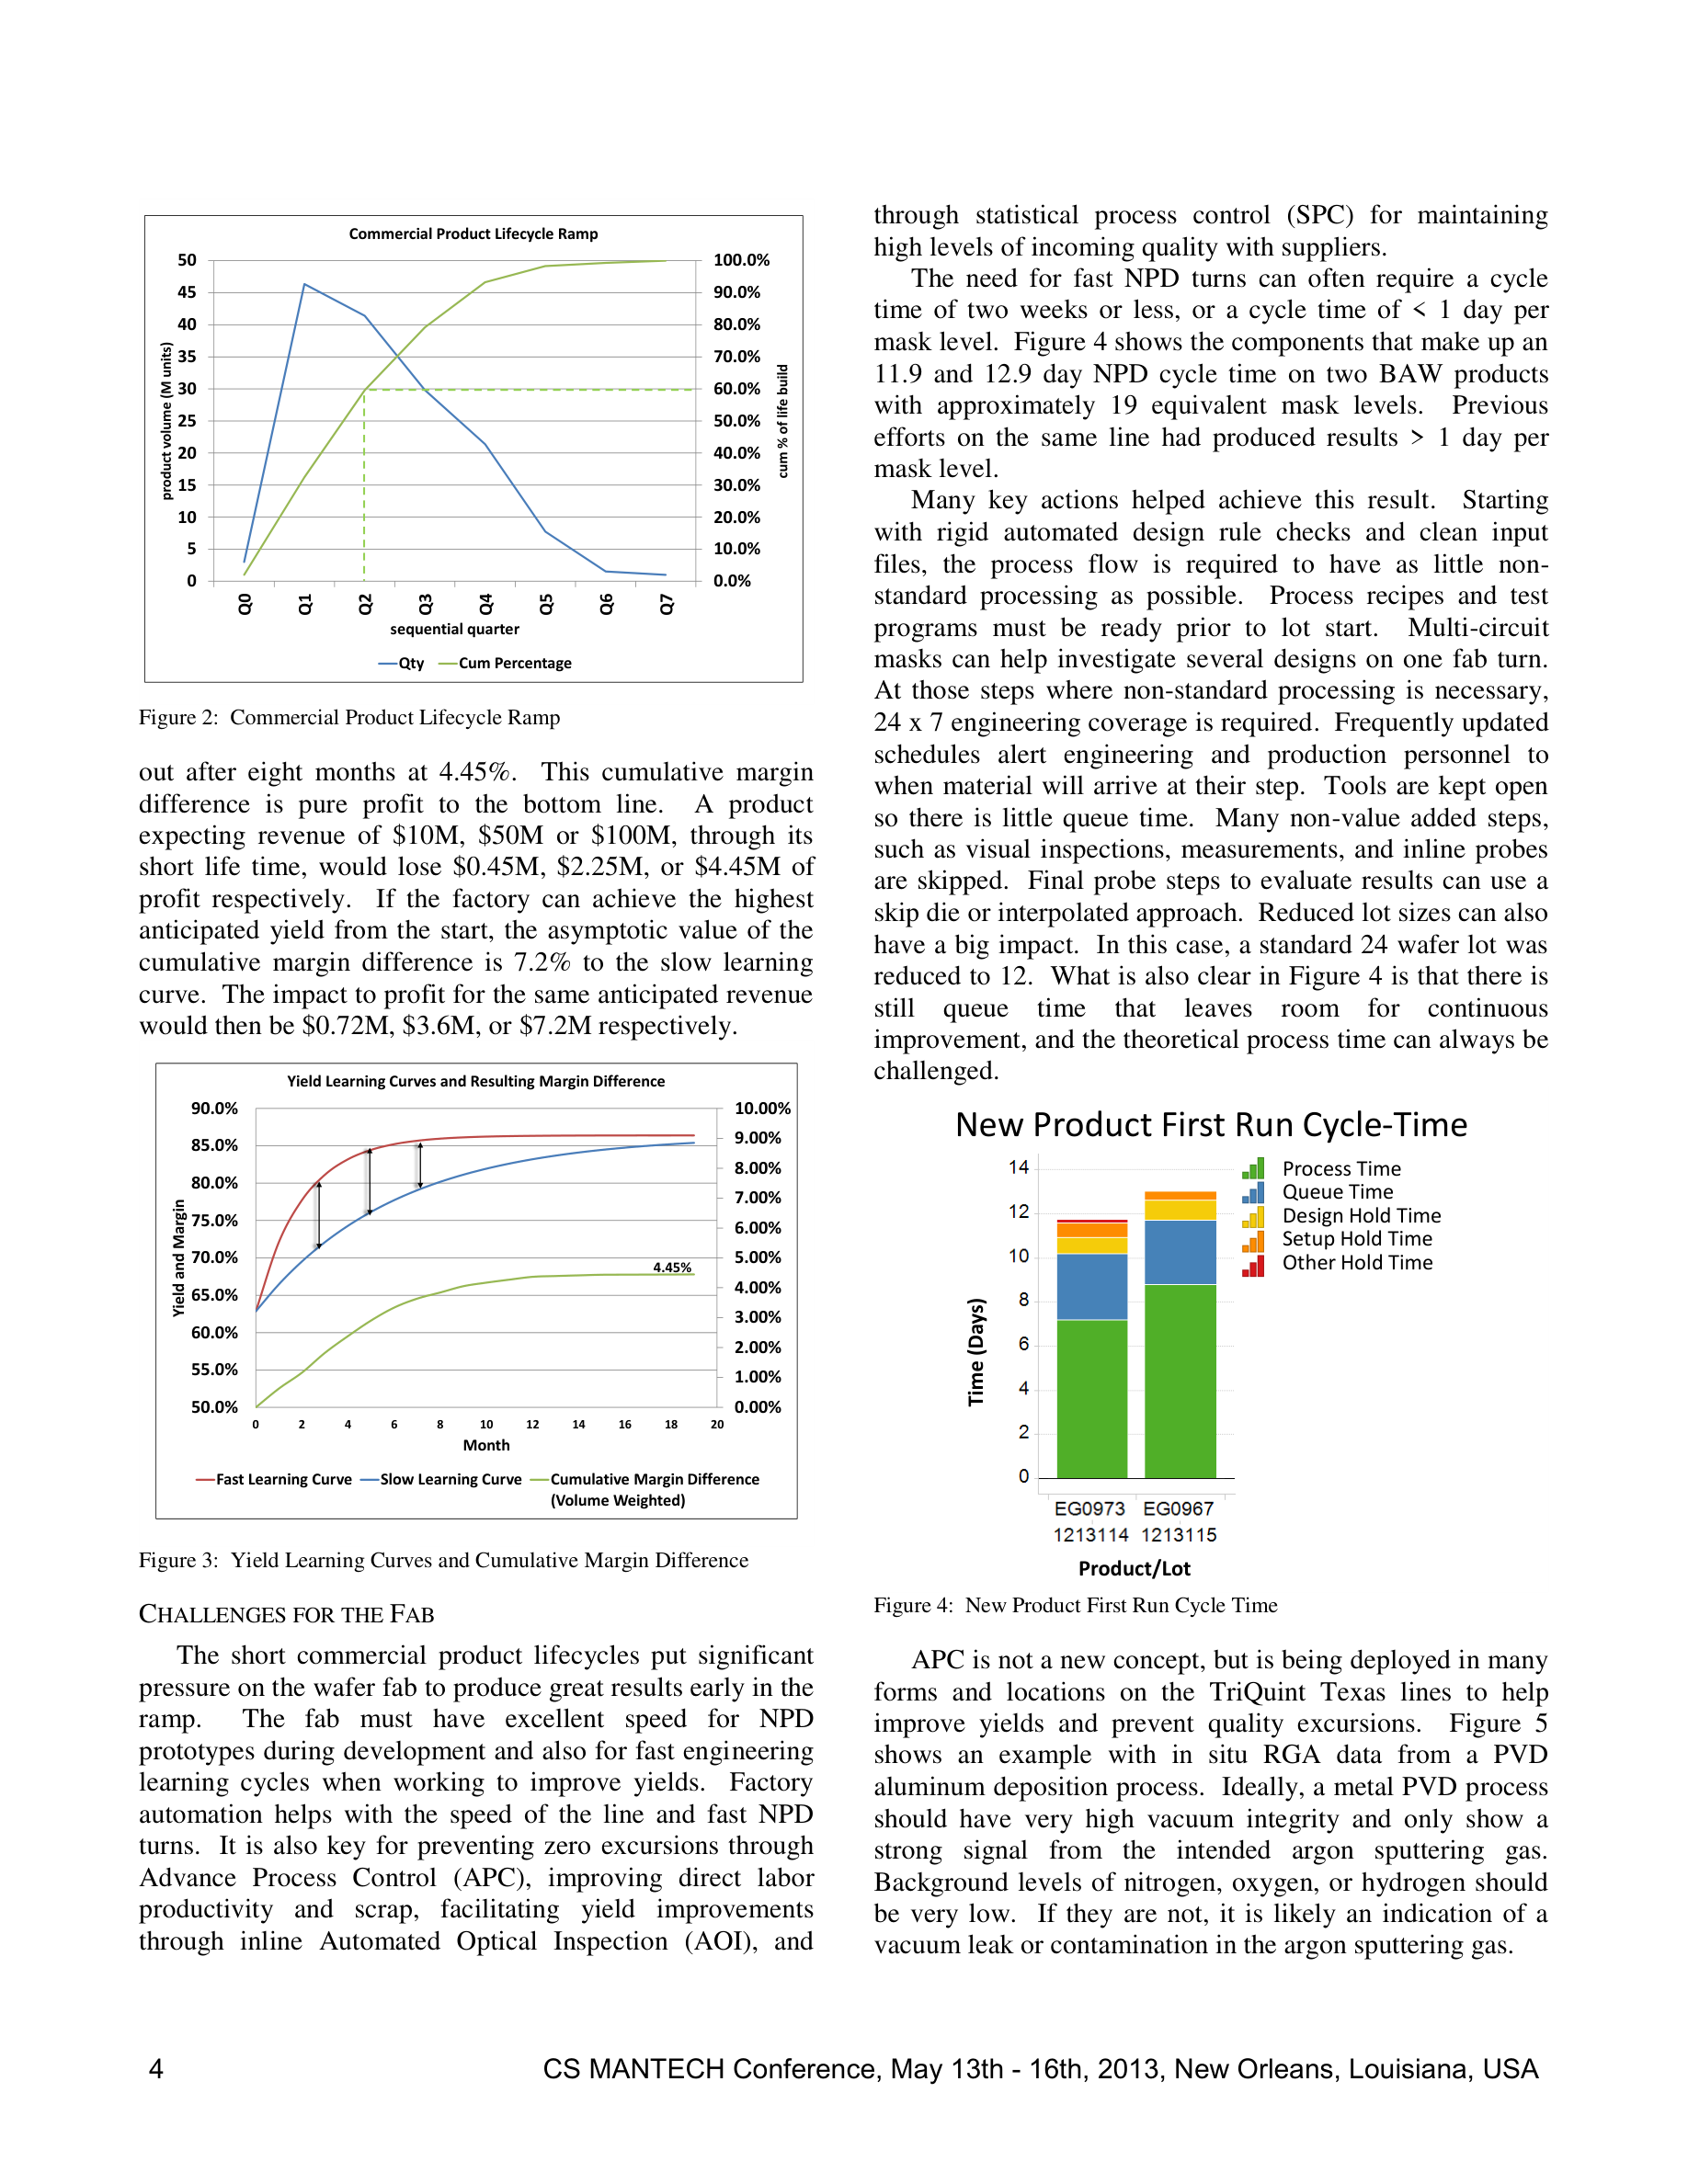 Commercial Product Lifecycle Ramp
50
45
40
35
30
25
20
15
10
5
0
product volume (M units)
100.0%
90.0%
80.0%
70.0%
60.0%
50.0%
40.0%
30.0%
20.0%
10.0%
0.0%
cum % of life build
Q0 Q1 Q2 Q3 Q4 Q5 Q6 Q7
sequential quarter
Qty Cum Percentage
Figure 2: Commercial Product Lifecycle Ramp
out after eight months at 4.45%. This cumulative margin
difference is pure profit to the bottom line. A product
expecting revenue of $10M, $50M or $100M, through its
short life time, would lose $0.45M, $2.25M, or $4.45M of
profit respectively. If the factory can achieve the highest
anticipated yield from the start, the asymptotic value of the
cumulative margin difference is 7.2% to the slow learning
curve. The impact to profit for the same anticipated revenue
would then be $0.72M, $3.6M, or $7.2M respectively.
Yield Learning Curves and Resulting Margin Difference
90.0%
85.0%
80.0%
75.0%
70.0%
65.0%
60.0%
55.0%
50.0%
Yield and Margin
10.00%
9.00%
8.00%
7.00%
6.00%
5.00%
4.00%
3.00%
2.00%
1.00%
0.00%
4.45%
0 2 4 6 8 10 12 14 16 18 20
Month
Fast Learning Curve Slow Learning Curve Cumulative Margin Difference
(Volume Weighted)
Figure 3: Yield Learning Curves and Cumulative Margin Difference
CHALLENGES FOR THE FAB
The short commercial product lifecycles put significant
pressure on the wafer fab to produce great results early in the
ramp. The fab must have excellent speed for NPD
prototypes during development and also for fast engineering
learning cycles when working to improve yields. Factory
automation helps with the speed of the line and fast NPD
turns. It is also key for preventing zero excursions through
Advance Process Control (APC), improving direct labor
productivity and scrap, facilitating yield improvements
through inline Automated Optical Inspection (AOI), and
through statistical process control (SPC) for maintaining
high levels of incoming quality with suppliers.
The need for fast NPD turns can often require a cycle
time of two weeks or less, or a cycle time of < 1 day per
mask level. Figure 4 shows the components that make up an
11.9 and 12.9 day NPD cycle time on two BAW products
with approximately 19 equivalent mask levels. Previous
efforts on the same line had produced results > 1 day per
mask level.
Many key actions helped achieve this result. Starting
with rigid automated design rule checks and clean input
files, the process flow is required to have as little non-
standard processing as possible. Process recipes and test
programs must be ready prior to lot start. Multi-circuit
masks can help investigate several designs on one fab turn.
At those steps where non-standard processing is necessary,
24 x 7 engineering coverage is required. Frequently updated
schedules alert engineering and production personnel to
when material will arrive at their step. Tools are kept open
so there is little queue time. Many non-value added steps,
such as visual inspections, measurements, and inline probes
are skipped. Final probe steps to evaluate results can use a
skip die or interpolated approach. Reduced lot sizes can also
have a big impact. In this case, a standard 24 wafer lot was
reduced to 12. What is also clear in Figure 4 is that there is
still queue time that leaves room for continuous
improvement, and the theoretical process time can always be
challenged.
New Product First Run Cycle-Time
14
12
10
8
6
4
2
0
Time (Days)
Process Time
Queue Time
Design Hold Time
Setup Hold Time
Other Hold Time
EG0973 EG0967
1213114 1213115
Product/Lot
Figure 4: New Product First Run Cycle Time
APC is not a new concept, but is being deployed in many
forms and locations on the TriQuint Texas lines to help
improve yields and prevent quality excursions. Figure 5
shows an example with in situ RGA data from a PVD
aluminum deposition process. Ideally, a metal PVD process
should have very high vacuum integrity and only show a
strong signal from the intended argon sputtering gas.
Background levels of nitrogen, oxygen, or hydrogen should
be very low. If they are not, it is likely an indication of a
vacuum leak or contamination in the argon sputtering gas.
4 CS MANTECH Conference, May 13th - 16th, 2013, New Orleans, Louisiana, USA